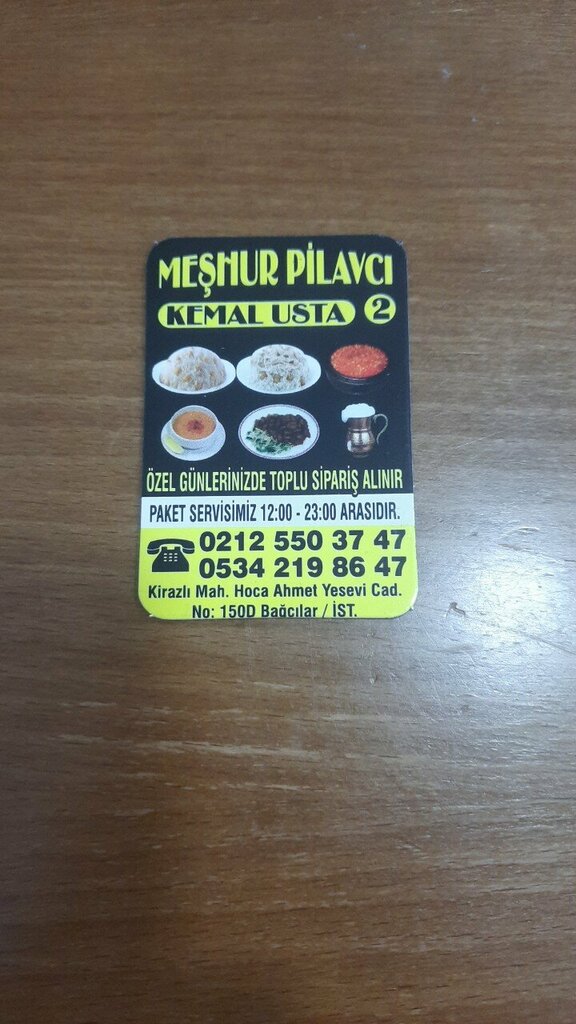 MEŞHUR PİLAVCI
KEMAL USTA 2
ÖZEL GÜNLERİNİZDE TOPLU SİPARİŞ ALINIR
PAKET SERVİSİMİZ 12:00 - 23:00 ARASIDIR.
0212 550 37 47
0534 219 86 47
Kirazlı Mah. Hoca Ahmet Yesevi Cad.
No: 150D Bağcılar / İST.